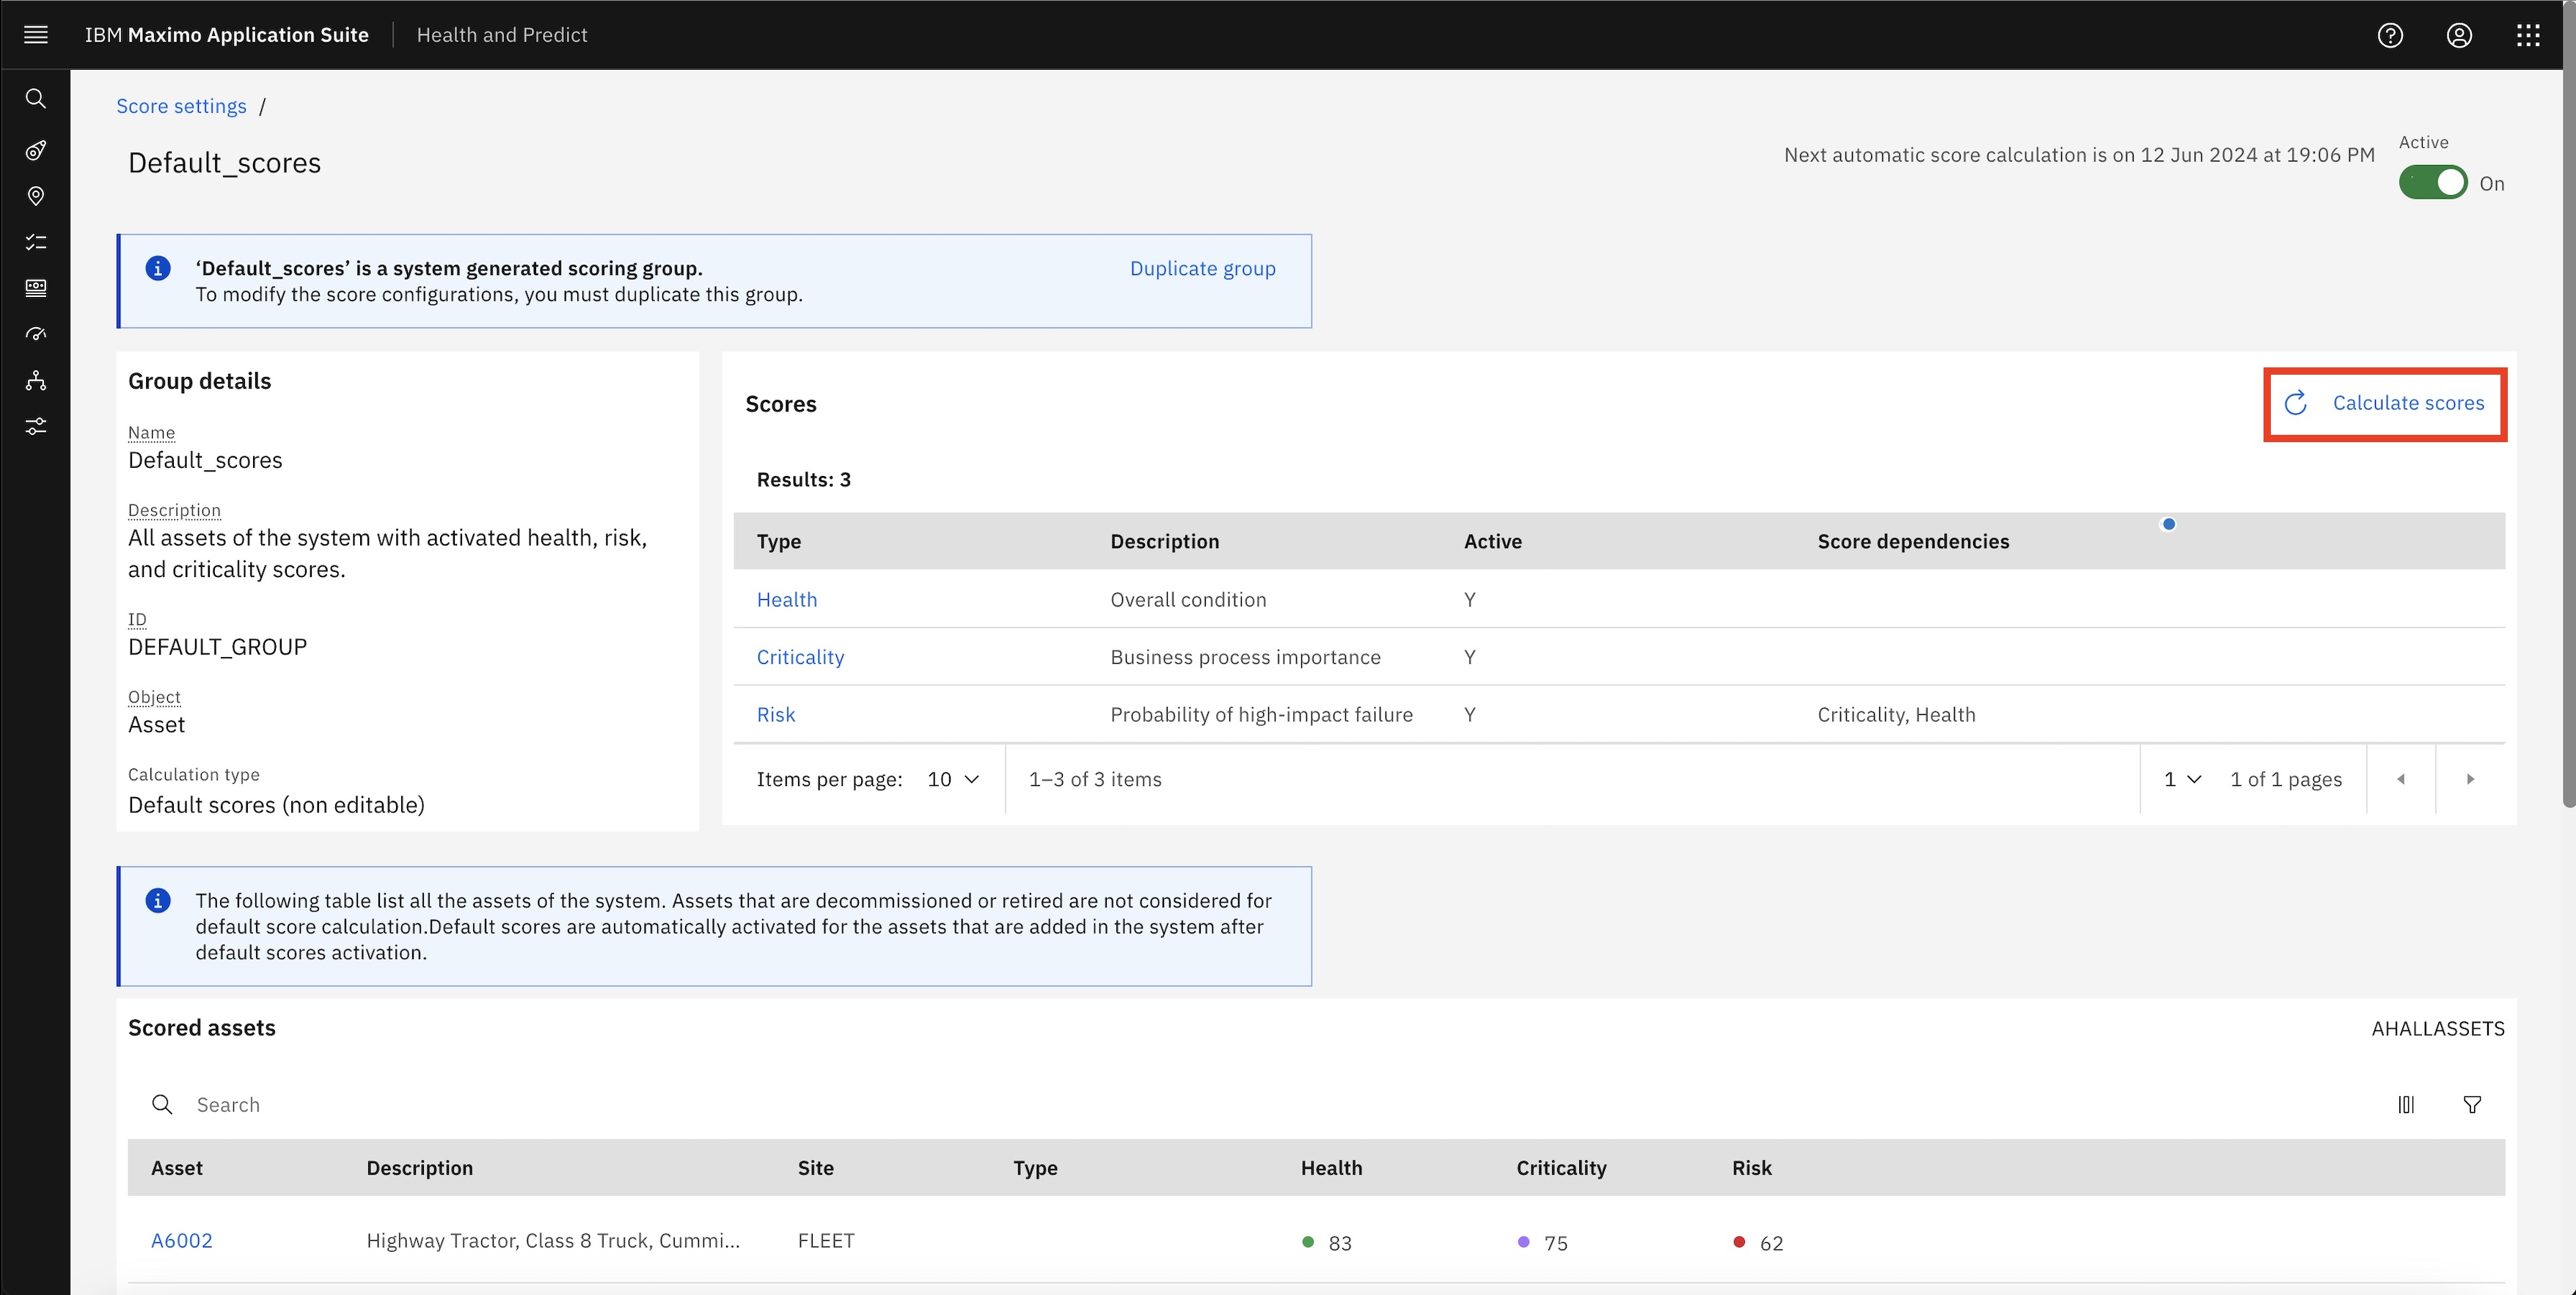 IBM Maximo Application Suite | Health and Predict
Score settings /
Default_scores
Next automatic score calculation is on 12 Jun 2024 at 19:06 PM
Active
On
‘Default_scores’ is a system generated scoring group.
Duplicate group
To modify the score configurations, you must duplicate this group.
Group details
Name
Default_scores
Description
All assets of the system with activated health, risk,
and criticality scores.
ID
DEFAULT_GROUP
Object
Asset
Calculation type
Default scores (non editable)
Scores
Calculate scores
Results: 3
Type Description Active Score dependencies
Health Overall condition Y
Criticality Business process importance Y
Risk Probability of high-impact failure Y Criticality, Health
Items per page: 10 1–3 of 3 items 1 1 of 1 pages
The following table list all the assets of the system. Assets that are decommissioned or retired are not considered for
default score calculation.Default scores are automatically activated for the assets that are added in the system after
default scores activation.
Scored assets
AHALLASSETS
Search
Asset Description Site Type Health Criticality Risk
A6002 Highway Tractor, Class 8 Truck, Cummi... FLEET 83 75 62